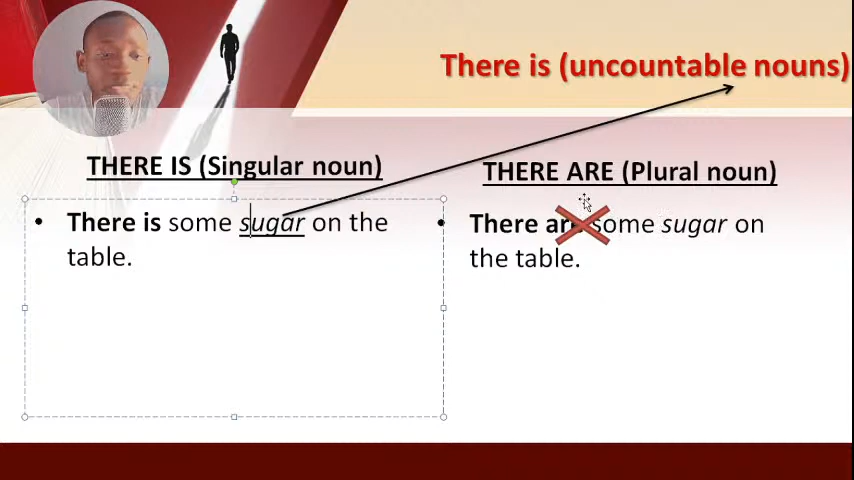 There is (uncountable nouns)
THERE IS (Singular noun)
THERE ARE (Plural noun)
• There is some sugar on the
table.
• There are some sugar on
the table.